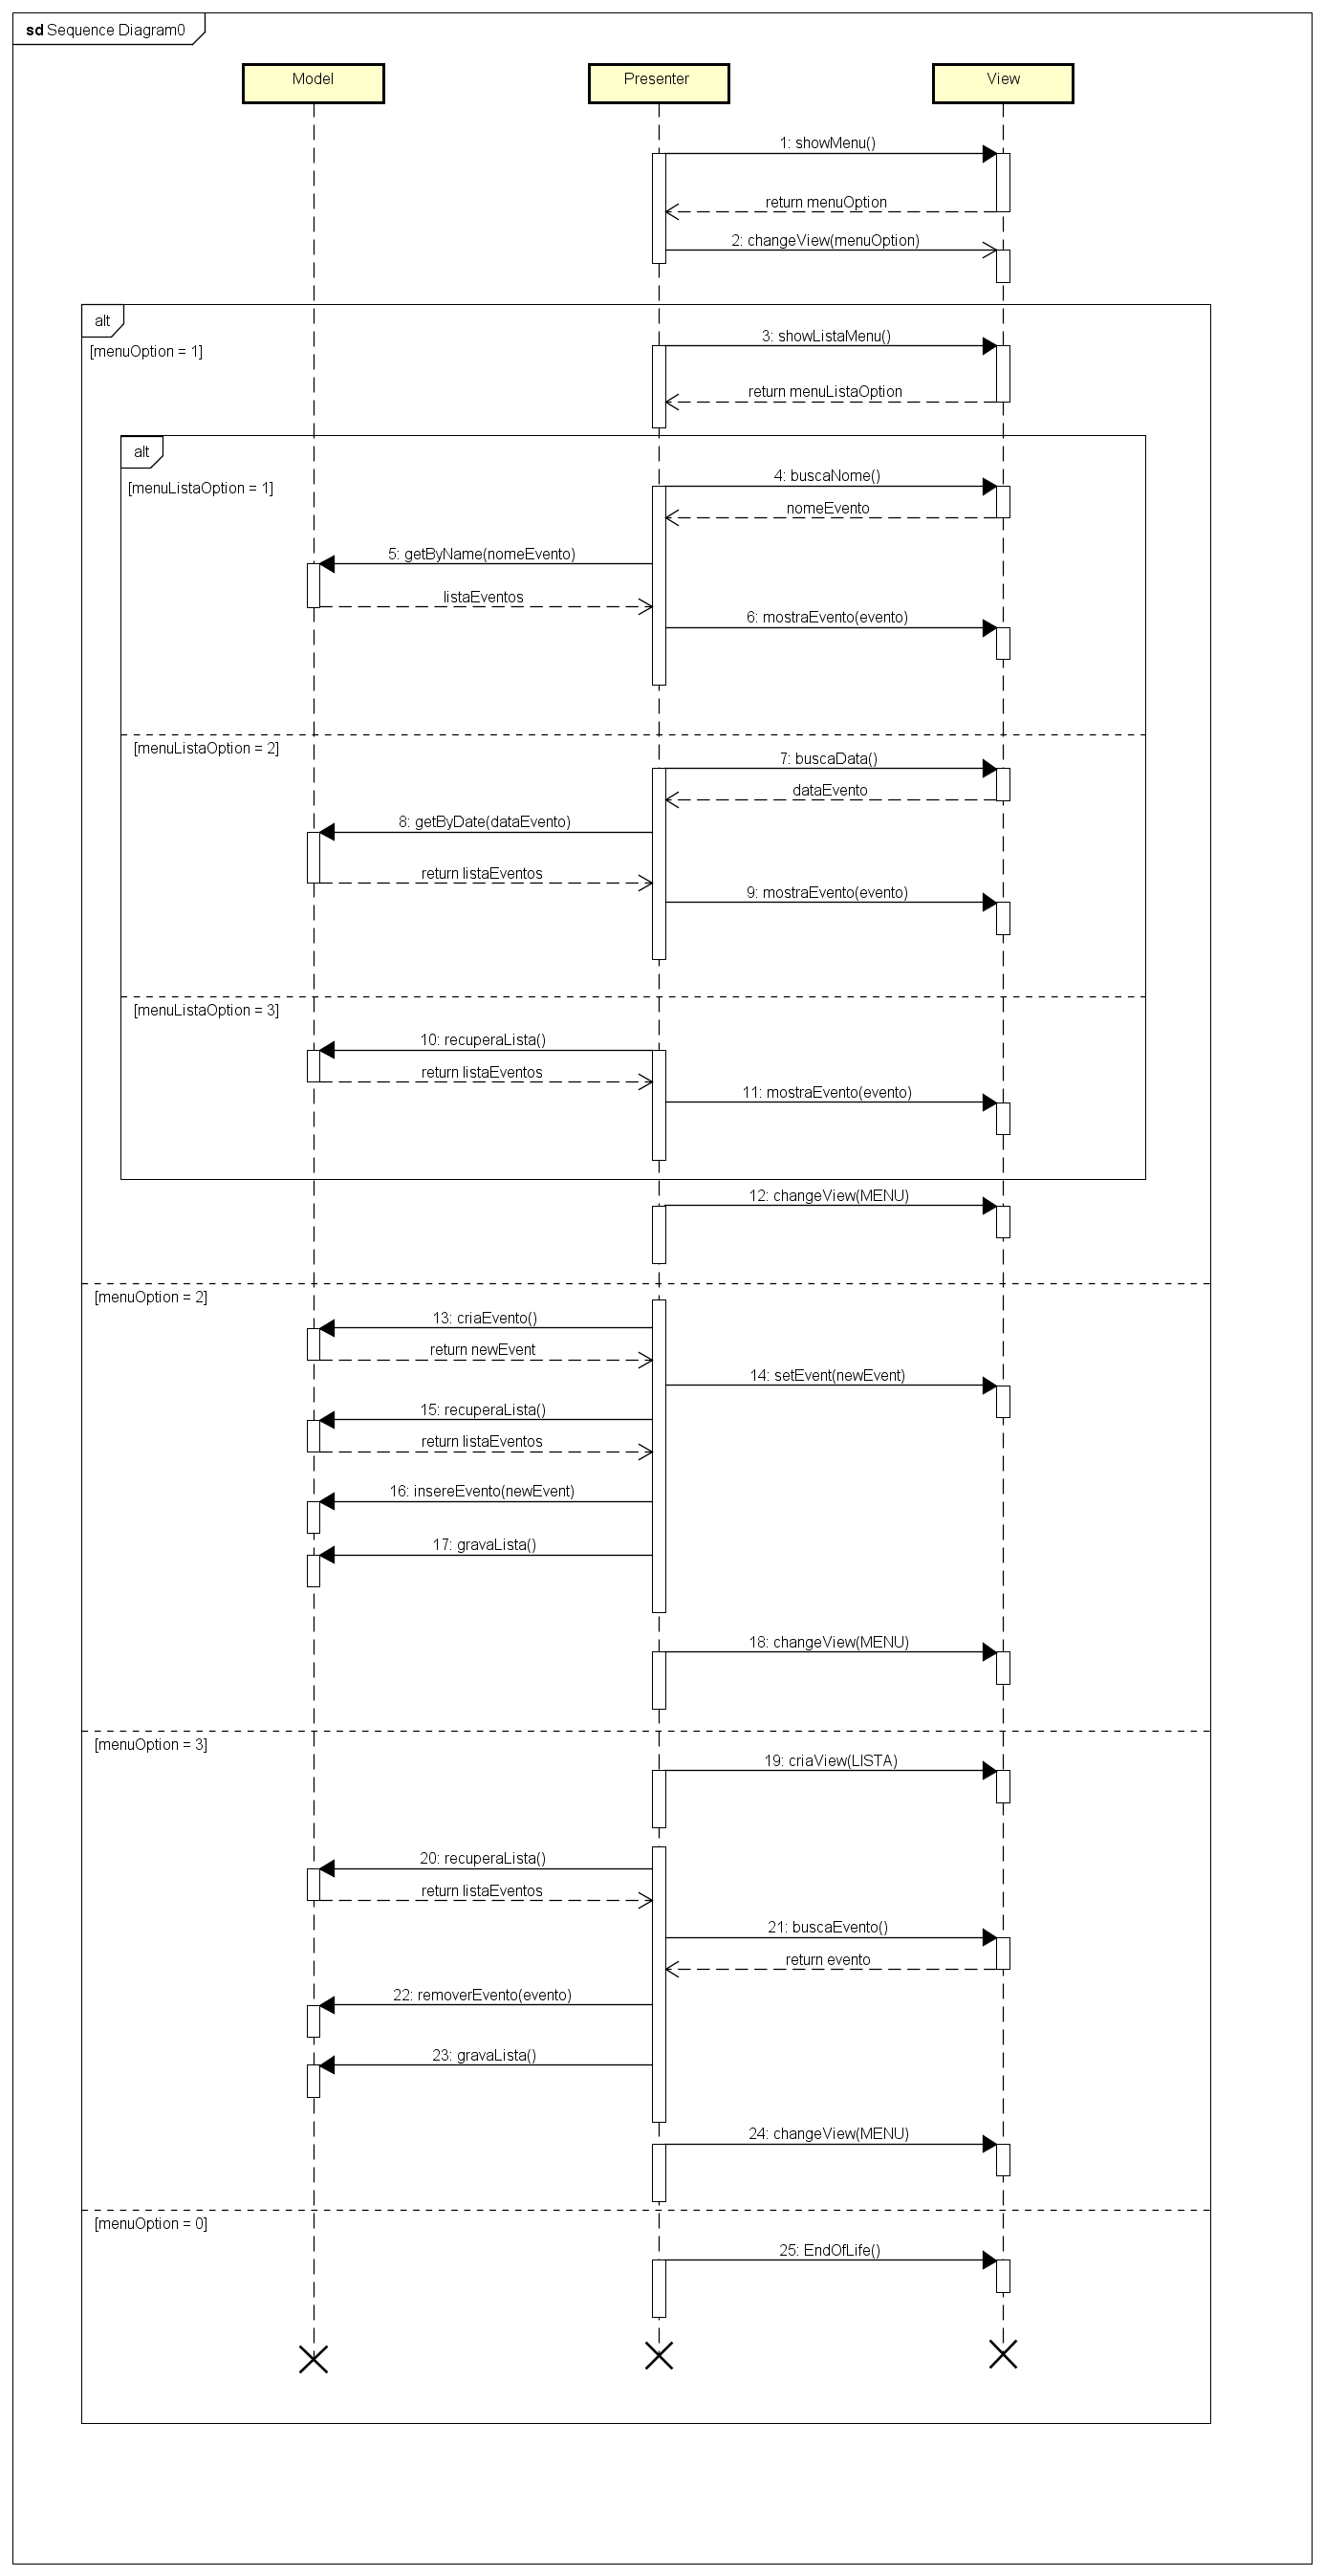 sd Sequence Diagram0
Model
Presenter
View
1: showMenu()
return menuOption
2: changeView(menuOption)
alt
[menuOption = 1]
3: showListaMenu()
return menuListaOption
alt
[menuListaOption = 1]
4: buscaNome()
nomeEvento
5: getByName(nomeEvento)
listaEventos
6: mostraEvento(evento)
[menuListaOption = 2]
7: buscaData()
dataEvento
8: getByDate(dataEvento)
return listaEventos
9: mostraEvento(evento)
[menuListaOption = 3]
10: recuperaLista()
return listaEventos
11: mostraEvento(evento)
12: changeView(MENU)
[menuOption = 2]
13: criaEvento()
return newEvent
14: setEvent(newEvent)
15: recuperaLista()
return listaEventos
16: insereEvento(newEvent)
17: gravaLista()
18: changeView(MENU)
[menuOption = 3]
19: criaView(LISTA)
20: recuperaLista()
return listaEventos
21: buscaEvento()
return evento
22: removerEvento(evento)
23: gravaLista()
24: changeView(MENU)
[menuOption = 0]
25: EndOfLife()